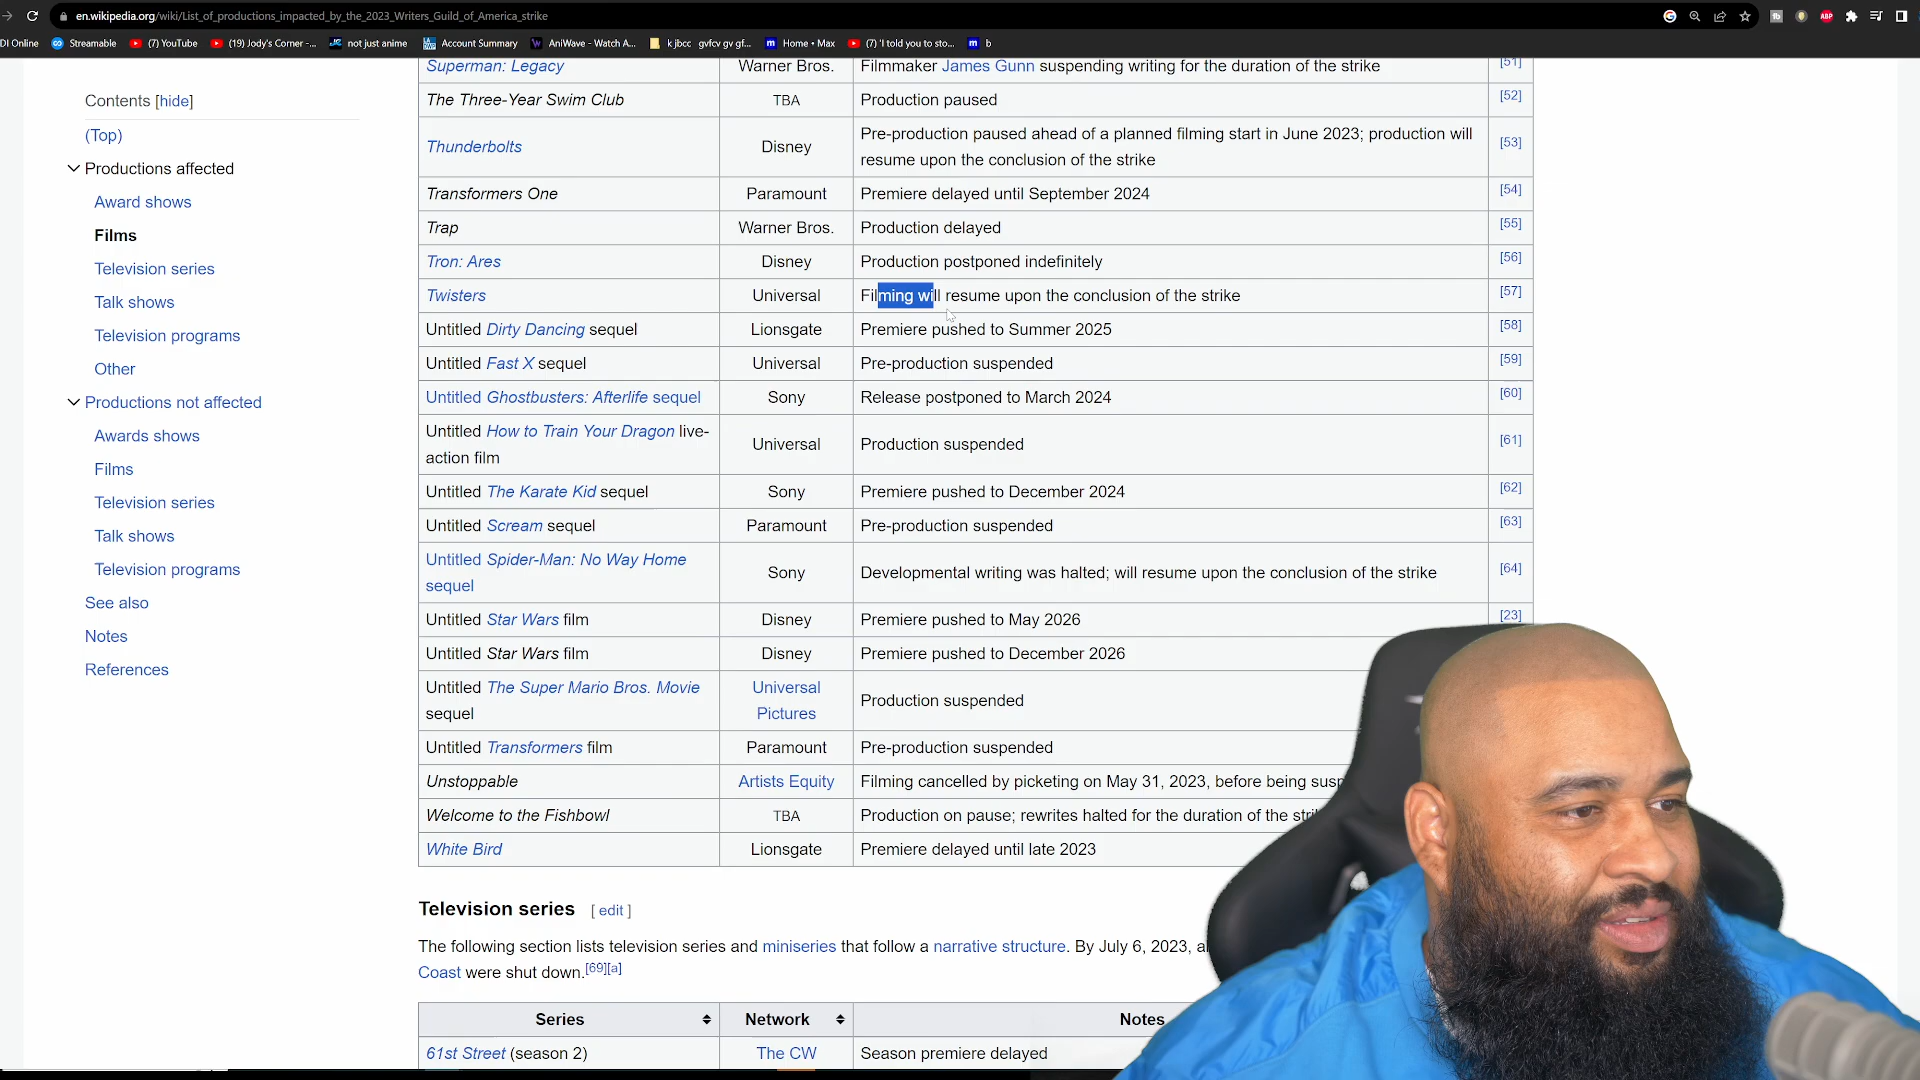 en.wikipedia.org/wiki/List_of_productions_impacted_by_the_2023_Writers_Guild_of_America_strike
DI Online Streamable (7) YouTube (19) Jody's Corner -... not just anime Account Summary AniWave - Watch A... k jbcc gvfcv gv gf... Home • Max (7) 'I told you to sto... b
Contents [hide]
(Top)
Productions affected
Award shows
Films
Television series
Talk shows
Television programs
Other
Productions not affected
Awards shows
Films
Television series
Talk shows
Television programs
See also
Notes
References
Superman: Legacy Warner Bros. Filmmaker James Gunn suspending writing for the duration of the strike [51]
The Three-Year Swim Club TBA Production paused [52]
Thunderbolts Disney Pre-production paused ahead of a planned filming start in June 2023; production will
resume upon the conclusion of the strike [53]
Transformers One Paramount Premiere delayed until September 2024 [54]
Trap Warner Bros. Production delayed [55]
Tron: Ares Disney Production postponed indefinitely [56]
Twisters Universal Filming will resume upon the conclusion of the strike [57]
Untitled Dirty Dancing sequel Lionsgate Premiere pushed to Summer 2025 [58]
Untitled Fast X sequel Universal Pre-production suspended [59]
Untitled Ghostbusters: Afterlife sequel Sony Release postponed to March 2024 [60]
Untitled How to Train Your Dragon live-
action film Universal Production suspended [61]
Untitled The Karate Kid sequel Sony Premiere pushed to December 2024 [62]
Untitled Scream sequel Paramount Pre-production suspended [63]
Untitled Spider-Man: No Way Home
sequel Sony Developmental writing was halted; will resume upon the conclusion of the strike [64]
Untitled Star Wars film Disney Premiere pushed to May 2026 [23]
Untitled Star Wars film Disney Premiere pushed to December 2026
Untitled The Super Mario Bros. Movie
sequel Universal
Pictures Production suspended
Untitled Transformers film Paramount Pre-production suspended
Unstoppable Artists Equity Filming cancelled by picketing on May 31, 2023, before being
Welcome to the Fishbowl TBA Production on pause; rewrites halted for the duration of the
White Bird Lionsgate Premiere delayed until late 2023
Television series [ edit ]
The following section lists television series and miniseries that follow a narrative structure. By July 6, 2023,
Coast were shut down.[69][a]
Series Network Notes
61st Street (season 2) The CW Season premiere delayed